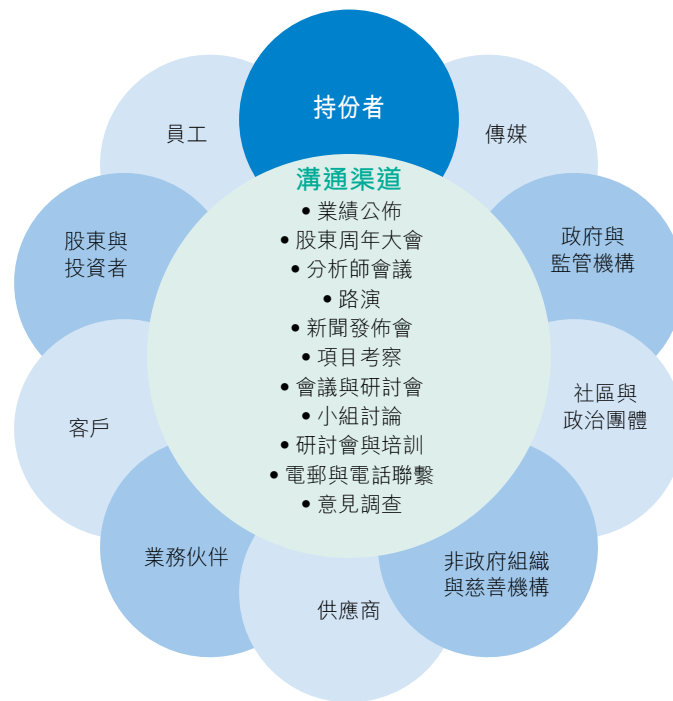 持份者
員工
傳媒
溝通渠道
• 業績公佈
• 股東周年大會
• 分析師會議
• 路演
• 新聞發佈會
• 項目考察
• 會議與研討會
• 小組討論
• 研討會與培訓
• 電郵與電話聯繫
• 意見調查
股東與
投資者
政府與
監管機構
客戶
社區與
政治團體
業務伙伴
非政府組織
與慈善機構
供應商